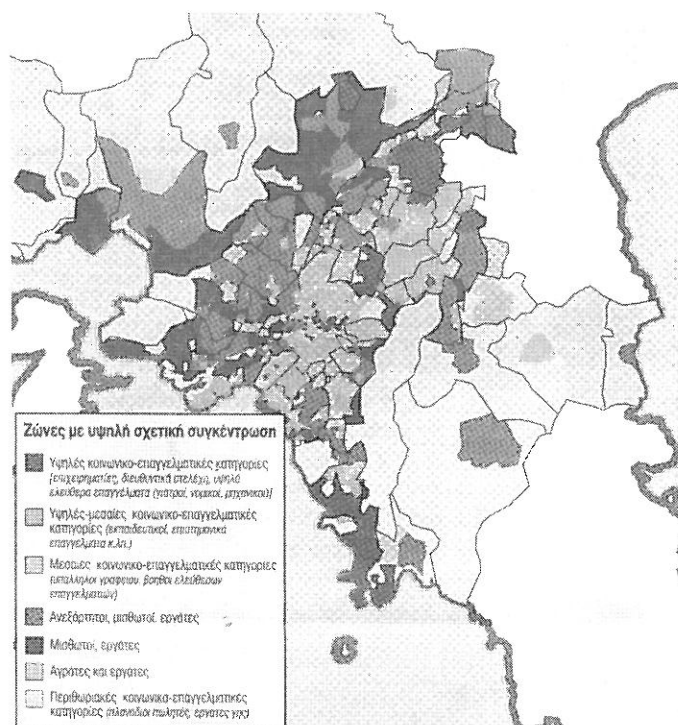 Ζώνες με υψηλή σχετική συγκέντρωση
Υψηλές κοινωνικο-επαγγελματικές κατηγορίες
[επιχειρηματίες, διευθυντικά στελέχη, υψηλά
ελεύθερα επαγγέλματα (γιατροί, νομικοί, μηχανικοί)]
Υψηλές-μεσαίες κοινωνικο-επαγγελματικές
κατηγορίες (εκπαιδευτικοί, επιστημονικά
επαγγέλματα κ.λπ.)
Μεσαίες κοινωνικο-επαγγελματικές κατηγορίες
(υπάλληλοι γραφείου, βοηθοί ελεύθερων
επαγγελματιών)
Ανεξάρτητοι, μισθωτοί, εργάτες
Μισθωτοί, εργάτες
Αγρότες και εργάτες
Περιθωριακές κοινωνικο-επαγγελματικές
κατηγορίες (πλανόδιοι πωλητές, εργάτες γης)